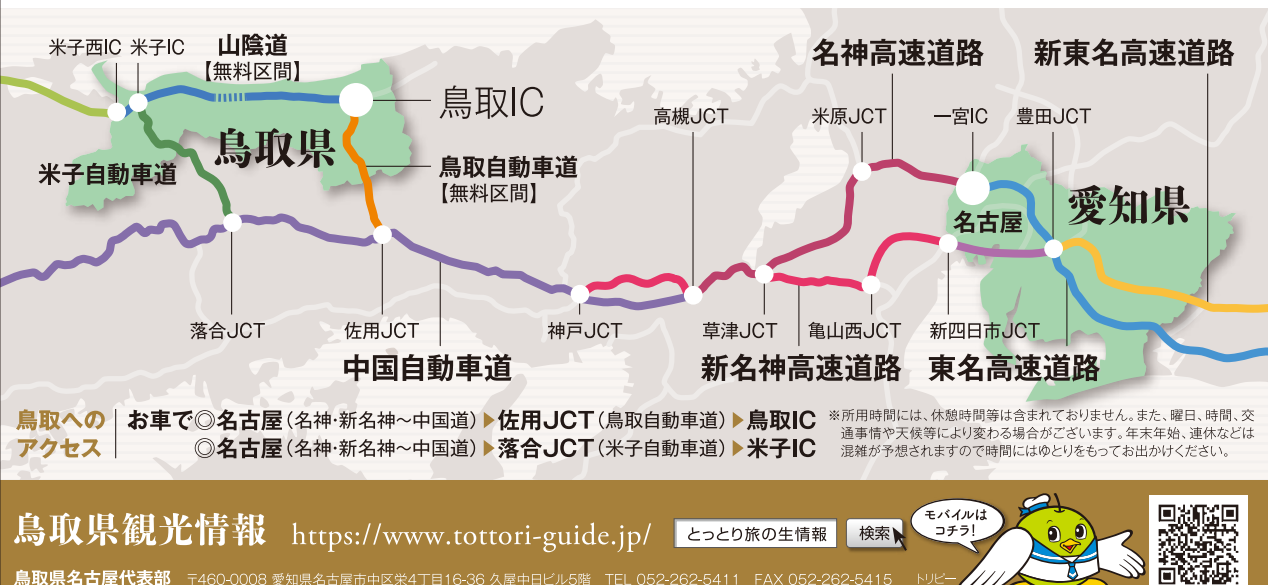 米子西IC 米子IC
山陰道
【無料区間】
名神高速道路
新東名高速道路
鳥取IC
高槻JCT
米原JCT
一宮IC
豊田JCT
鳥取県
米子自動車道
鳥取自動車道
【無料区間】
愛知県
名古屋
落合JCT
佐用JCT
神戸JCT
草津JCT
亀山西JCT
新四日市JCT
中国自動車道
新名神高速道路
東名高速道路
鳥取への
アクセス
お車で◎名古屋(名神・新名神〜中国道)▶佐用JCT(鳥取自動車道)▶鳥取IC
◎名古屋(名神・新名神〜中国道)▶落合JCT(米子自動車道)▶米子IC
※所用時間には、休憩時間等は含まれておりません。また、曜日、時間、交
通事情や天候等により変わる場合がございます。年末年始、連休などは
混雑が予想されますので時間にはゆとりをもってお出かけください。
鳥取県観光情報 https://www.tottori-guide.jp/ とっとり旅の生情報 検索
モバイルは
コチラ!
鳥取県名古屋代表部 〒460-0008 愛知県名古屋市中区栄4丁目16-36 久屋中日ビル5階 TEL 052-262-5411 FAX 052-262-5415
トリピー